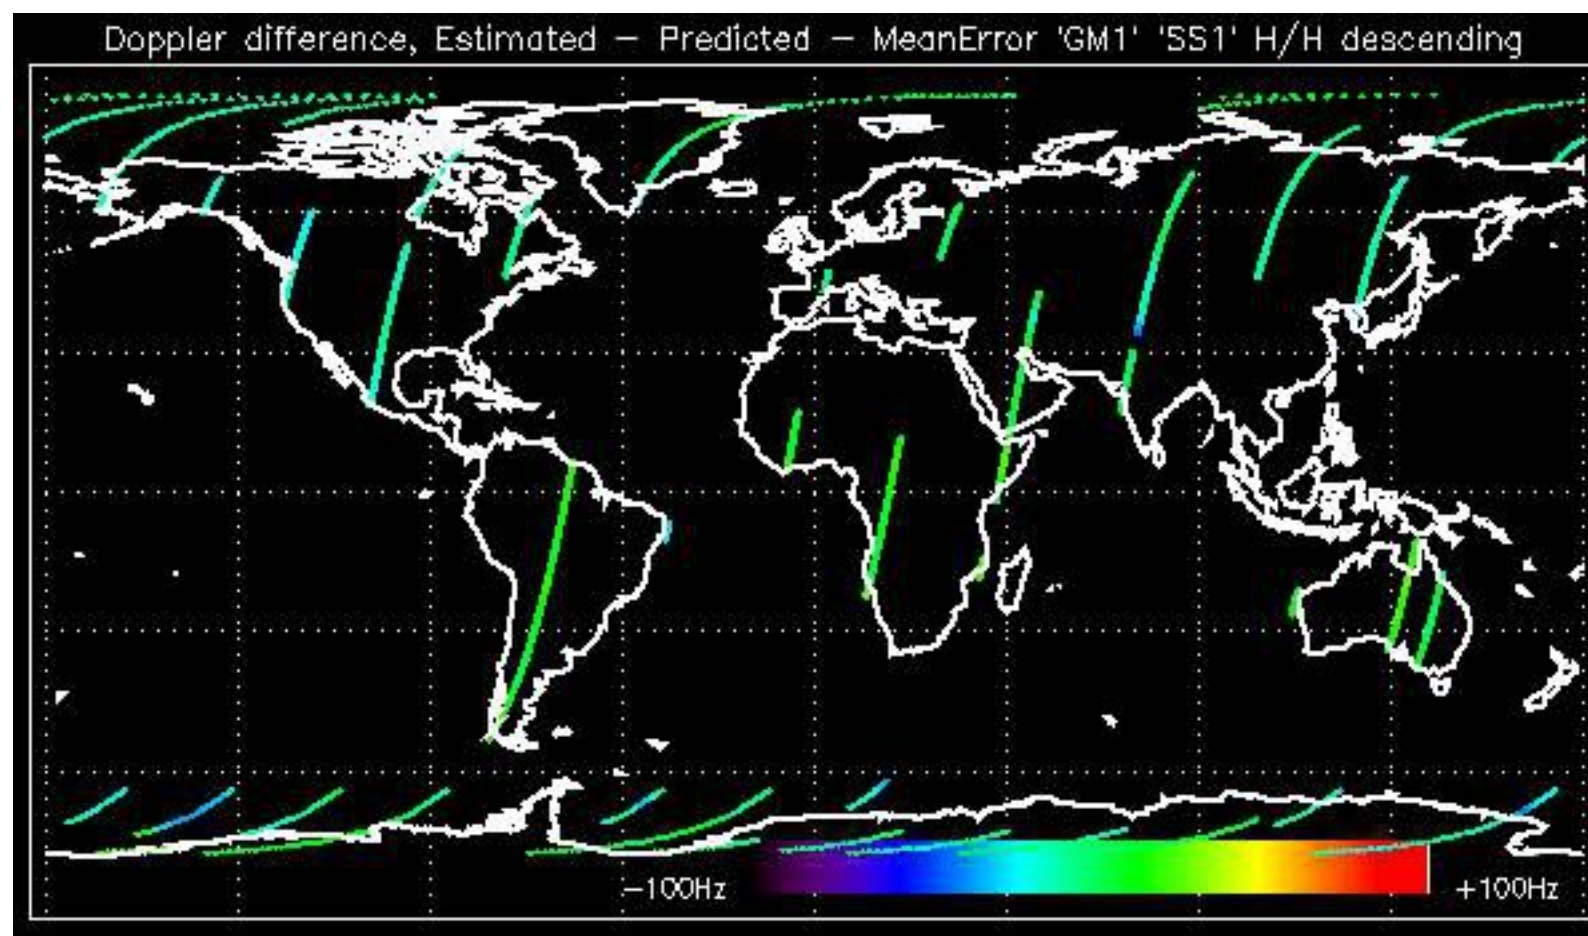 Doppler difference, Estimated – Predicted – MeanError 'GM1' 'SS1' H/H descending
–100Hz
+100Hz